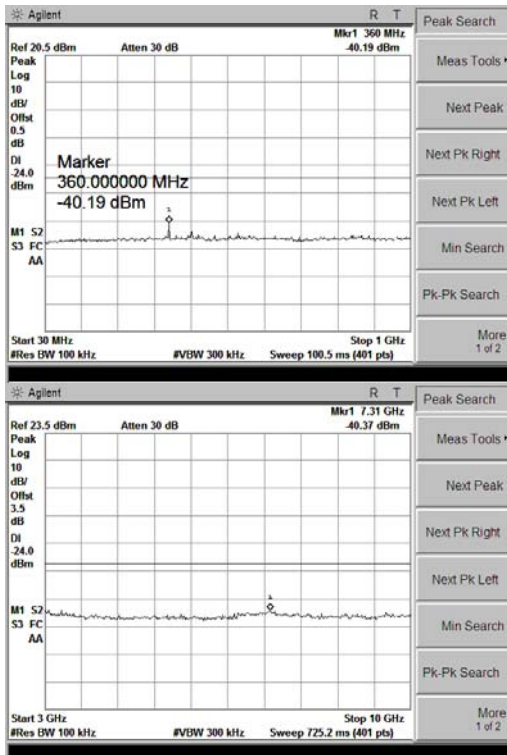 Agilent R T
Peak Search
Mkr1 360 MHz
Ref 20.5 dBm Atten 30 dB -40.19 dBm
Peak
Log
10
dB/
Offst
0.5
dB
DI
-24.0
dBm
Marker
360.000000 MHz
-40.19 dBm
1
M1 S2
S3 FC
AA
Start 30 MHz Stop 1 GHz
#Res BW 100 kHz #VBW 300 kHz Sweep 100.5 ms (401 pts)
Meas Tools
Next Peak
Next Pk Right
Next Pk Left
Min Search
Pk-Pk Search
More
1 of 2
Agilent R T
Peak Search
Mkr1 7.31 GHz
Ref 23.5 dBm Atten 30 dB -40.37 dBm
Peak
Log
10
dB/
Offst
3.5
dB
DI
-24.0
dBm
1
M1 S2
S3 FC
AA
Start 3 GHz Stop 10 GHz
#Res BW 100 kHz #VBW 300 kHz Sweep 725.2 ms (401 pts)
Meas Tools
Next Peak
Next Pk Right
Next Pk Left
Min Search
Pk-Pk Search
More
1 of 2